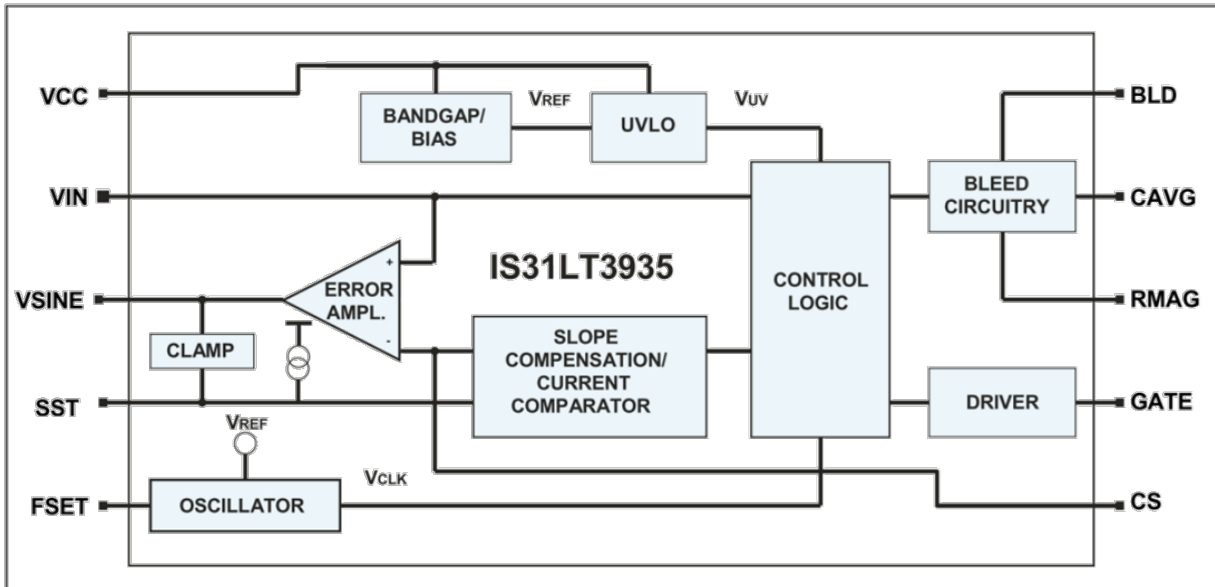 VCC
BANDGAP/
BIAS
VREF
UVLO
VUV
BLD
VIN
BLEED
CIRCUITRY
CAVG
+
IS31LT3935
CONTROL
LOGIC
VSINE
ERROR
AMPL.
-
RMAG
CLAMP
SLOPE
COMPENSATION/
CURRENT
COMPARATOR
SST
DRIVER
GATE
VREF
VCLK
FSET
OSCILLATOR
CS